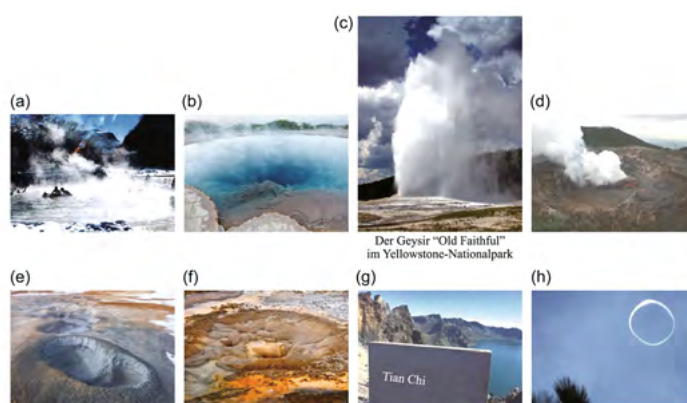 (c)
(a)
(b)
(d)
Der Geysir “Old Faithful”
im Yellowstone-Nationalpark
(e)
(f)
(g)
(h)
Tian Chi